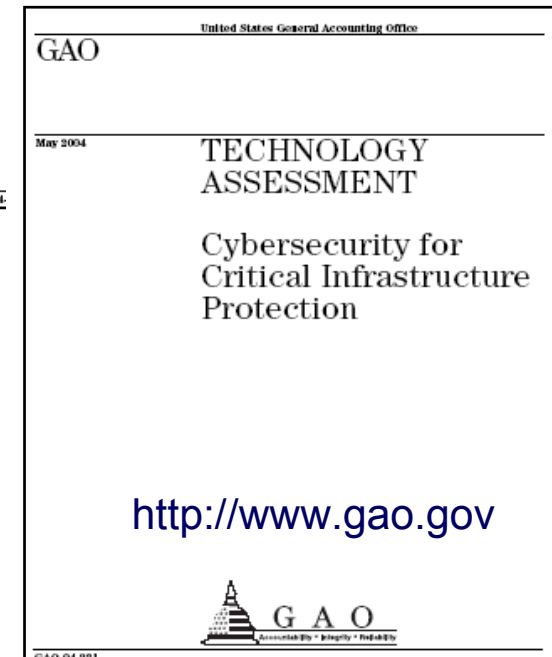 United States General Accounting Office
GAO
May 2004
TECHNOLOGY
ASSESSMENT
Cybersecurity for
Critical Infrastructure
Protection
http://www.gao.gov
G A O
Accountability * Integrity * Reliability